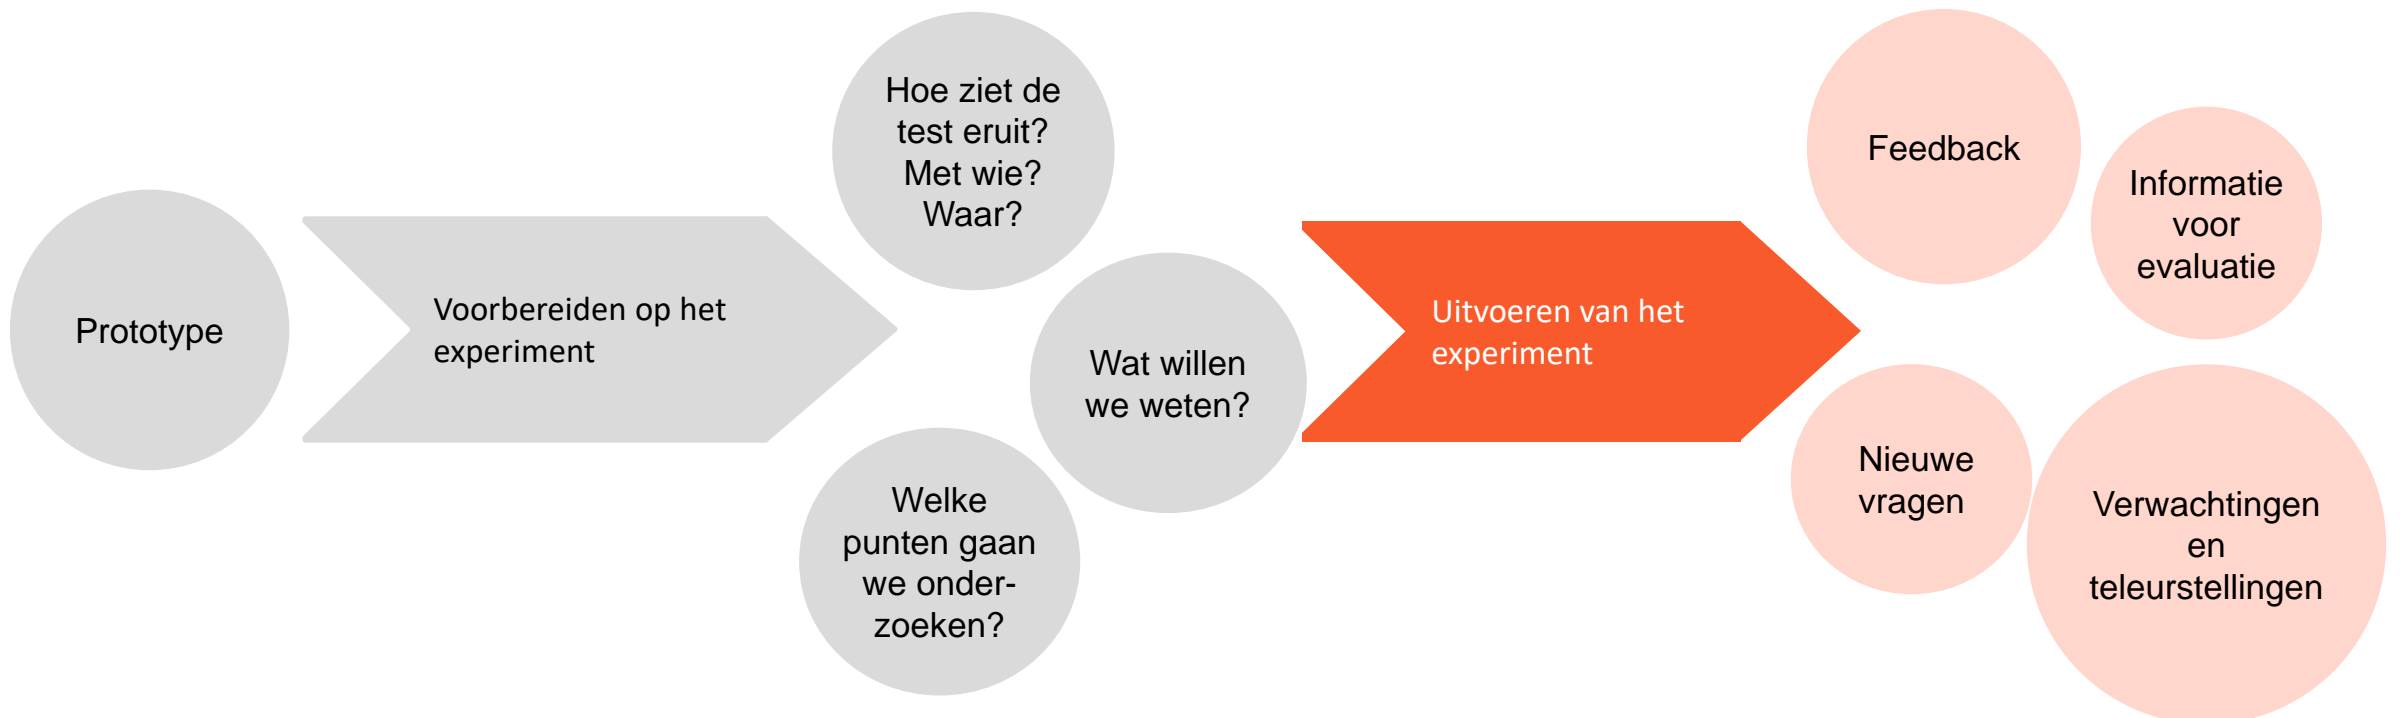 Prototype
Voorbereiden op het
experiment
Hoe ziet de
test eruit?
Met wie?
Waar?
Wat willen
we weten?
Welke
punten gaan
we onder-
zoeken?
Uitvoeren van het
experiment
Feedback
Informatie
voor
evaluatie
Nieuwe
vragen
Verwachtingen
en
teleurstellingen